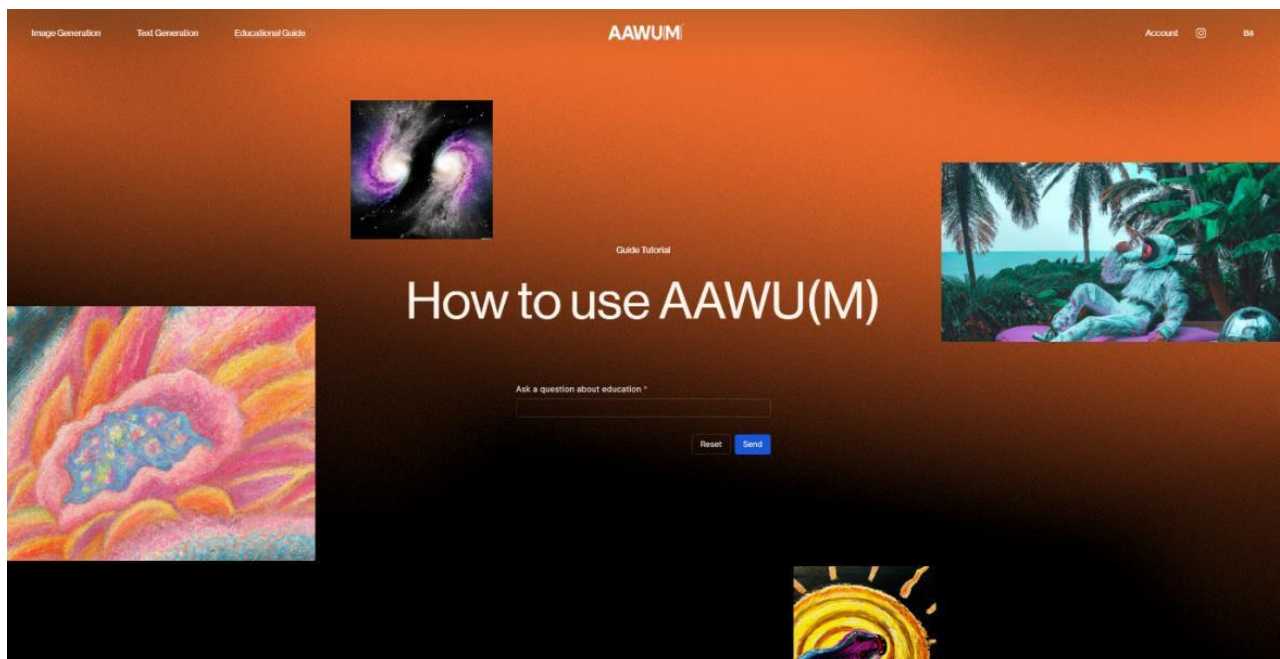 Image Generation Text Generation Educational Guide AAWU(M) Account Bē
Guide Tutorial
How to use AAWU(M)
Ask a question about education *
Reset Send